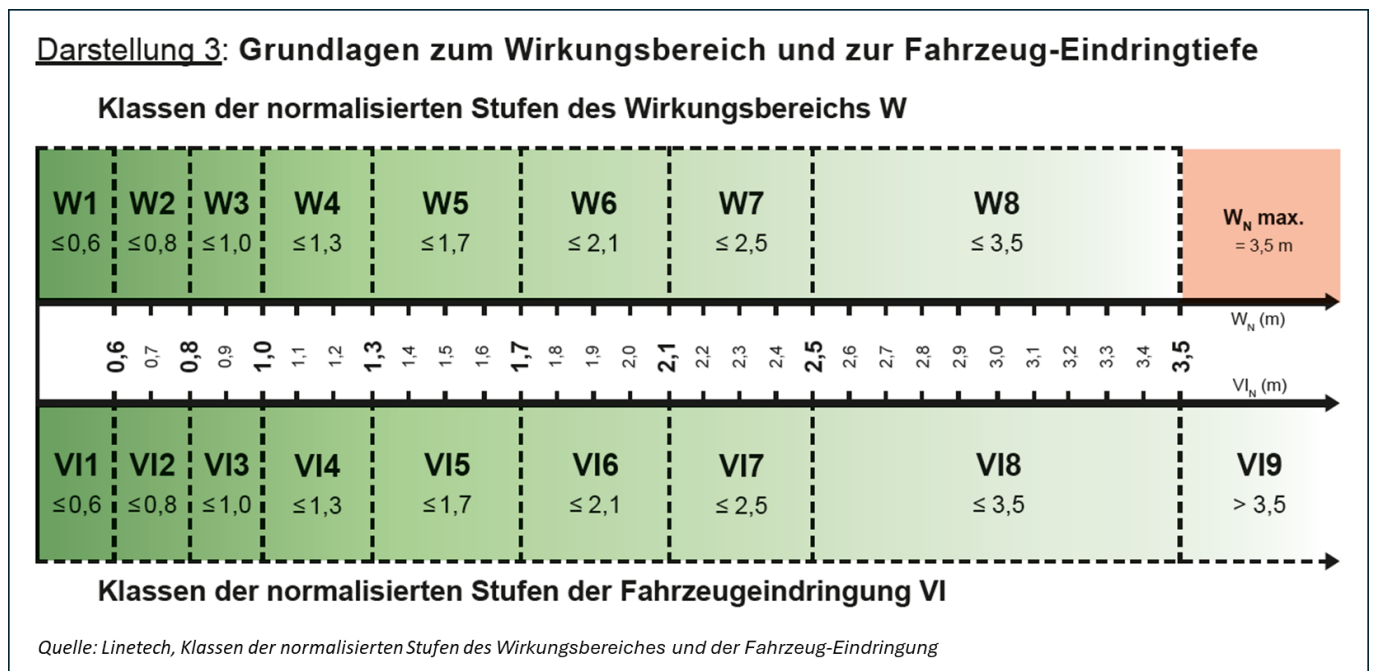 Darstellung 3: Grundlagen zum Wirkungsbereich und zur Fahrzeug-Eindringtiefe
Klassen der normalisierten Stufen des Wirkungsbereichs W
W1 W2 W3 W4 W5 W6 W7 W8 WN max.
≤0,6 ≤0,8 ≤1,0 ≤1,3 ≤1,7 ≤ 2,1 ≤ 2,5 ≤ 3,5 = 3,5 m
WN (m)
0,6 0,7 0,8 0,9 1,0 1,1 1,2 1,3 1,4 1,5 1,6 1,7 1,8 1,9 2,0 2,1 2,2 2,3 2,4 2,5 2,6 2,7 2,8 2,9 3,0 3,1 3,2 3,3 3,4 3,5
VIN (m)
VI1 VI2 VI3 VI4 VI5 VI6 VI7 VI8 VI9
≤0,6 ≤0,8 ≤1,0 ≤1,3 ≤1,7 ≤ 2,1 ≤ 2,5 ≤ 3,5 > 3,5
Klassen der normalisierten Stufen der Fahrzeugeindringung VI
Quelle: Linetech, Klassen der normalisierten Stufen des Wirkungsbereiches und der Fahrzeug-Eindringung